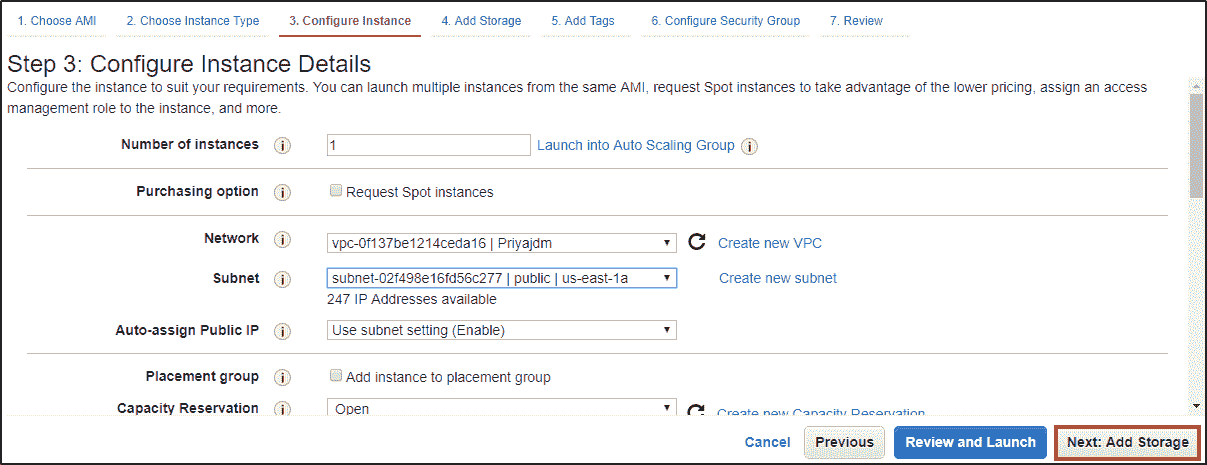 1. Choose AMI 2. Choose Instance Type 3. Configure Instance 4. Add Storage 5. Add Tags 6. Configure Security Group 7. Review
Step 3: Configure Instance Details
Configure the instance to suit your requirements. You can launch multiple instances from the same AMI, request Spot instances to take advantage of the lower pricing, assign an access
management role to the instance, and more.
Number of instances i 1 Launch into Auto Scaling Group i
Purchasing option i Request Spot instances
Network i vpc-0f137be1214ceda16 | Priyajdm Create new VPC
Subnet i subnet-02f498e16fd56c277 | public | us-east-1a Create new subnet
247 IP Addresses available
Auto-assign Public IP i Use subnet setting (Enable)
Placement group i Add instance to placement group
Capacity Reservation i Open Create new Capacity Reservation
Cancel Previous Review and Launch Next: Add Storage